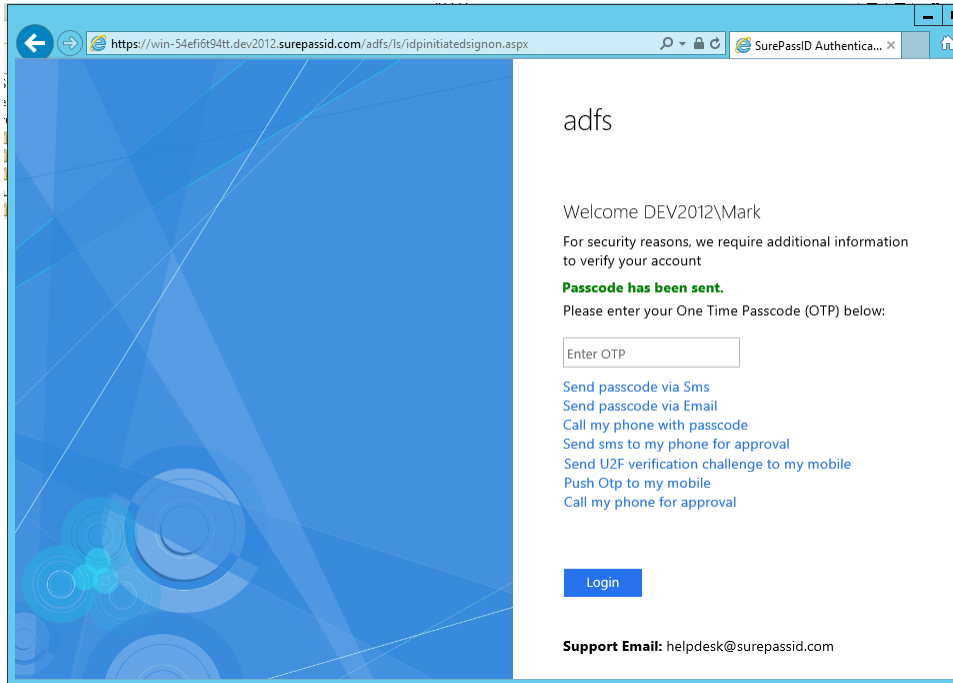 https://win-54efi6t94tt.dev2012.surepassid.com/adfs/ls/idpinitiatedsignon.aspx
SurePassID Authentica...
adfs
Welcome DEV2012\Mark
For security reasons, we require additional information
to verify your account
Passcode has been sent.
Please enter your One Time Passcode (OTP) below:
Enter OTP
Send passcode via Sms
Send passcode via Email
Call my phone with passcode
Send sms to my phone for approval
Send U2F verification challenge to my mobile
Push Otp to my mobile
Call my phone for approval
Login
Support Email: helpdesk@surepassid.com